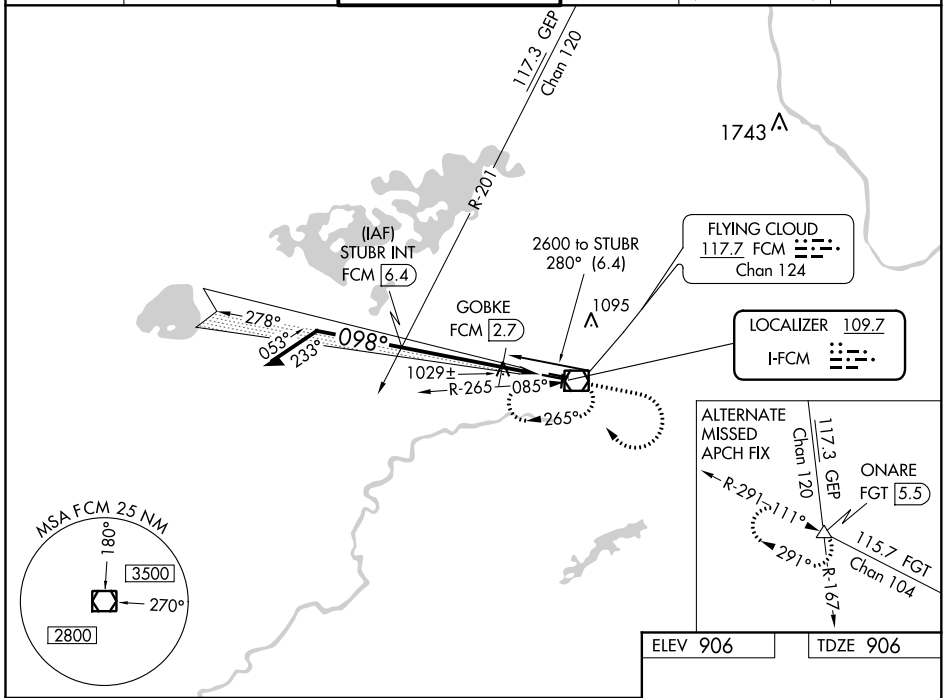 117.3 GEP
Chan 120
1743
R-201
(IAF)
STUBR INT
FCM 6.4
2600 to STUBR
280° (6.4)
FLYING CLOUD
117.7 FCM
Chan 124
GOBKE
FCM 2.7
1095
LOCALIZER 109.7
I-FCM
278°
053°
233°
098°
1029±
R-265
085°
265°
ALTERNATE
MISSED
APCH FIX
117.3 GEP
Chan 120
ONARE
FGT 5.5
R-291
111°
291°
R-167
115.7 FGT
Chan 104
MSA FCM 25 NM
180°
3500
270°
2800
ELEV 906
TDZE 906